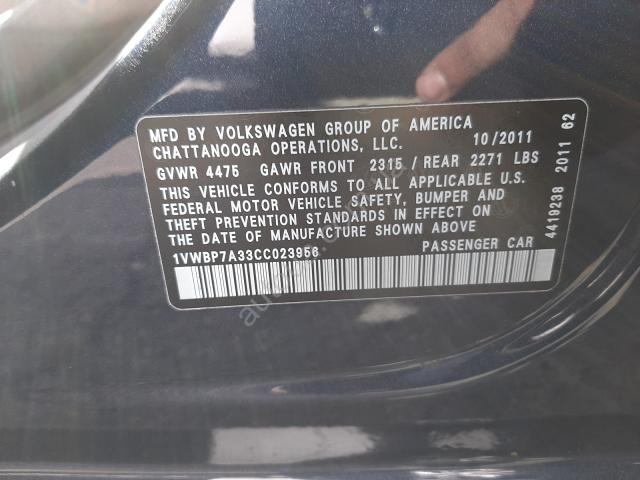 MFD BY VOLKSWAGEN GROUP OF AMERICA
CHATTANOOGA OPERATIONS, LLC. 10/2011
GVWR 4475 GAWR FRONT 2315 / REAR 2271 LBS
THIS VEHICLE CONFORMS TO ALL APPLICABLE U.S.
FEDERAL MOTOR VEHICLE SAFETY, BUMPER AND
THEFT PREVENTION STANDARDS IN EFFECT ON
THE DATE OF MANUFACTURE SHOWN ABOVE
1VWBP7A33CC023956 PASSENGER CAR
4419238 2011 62